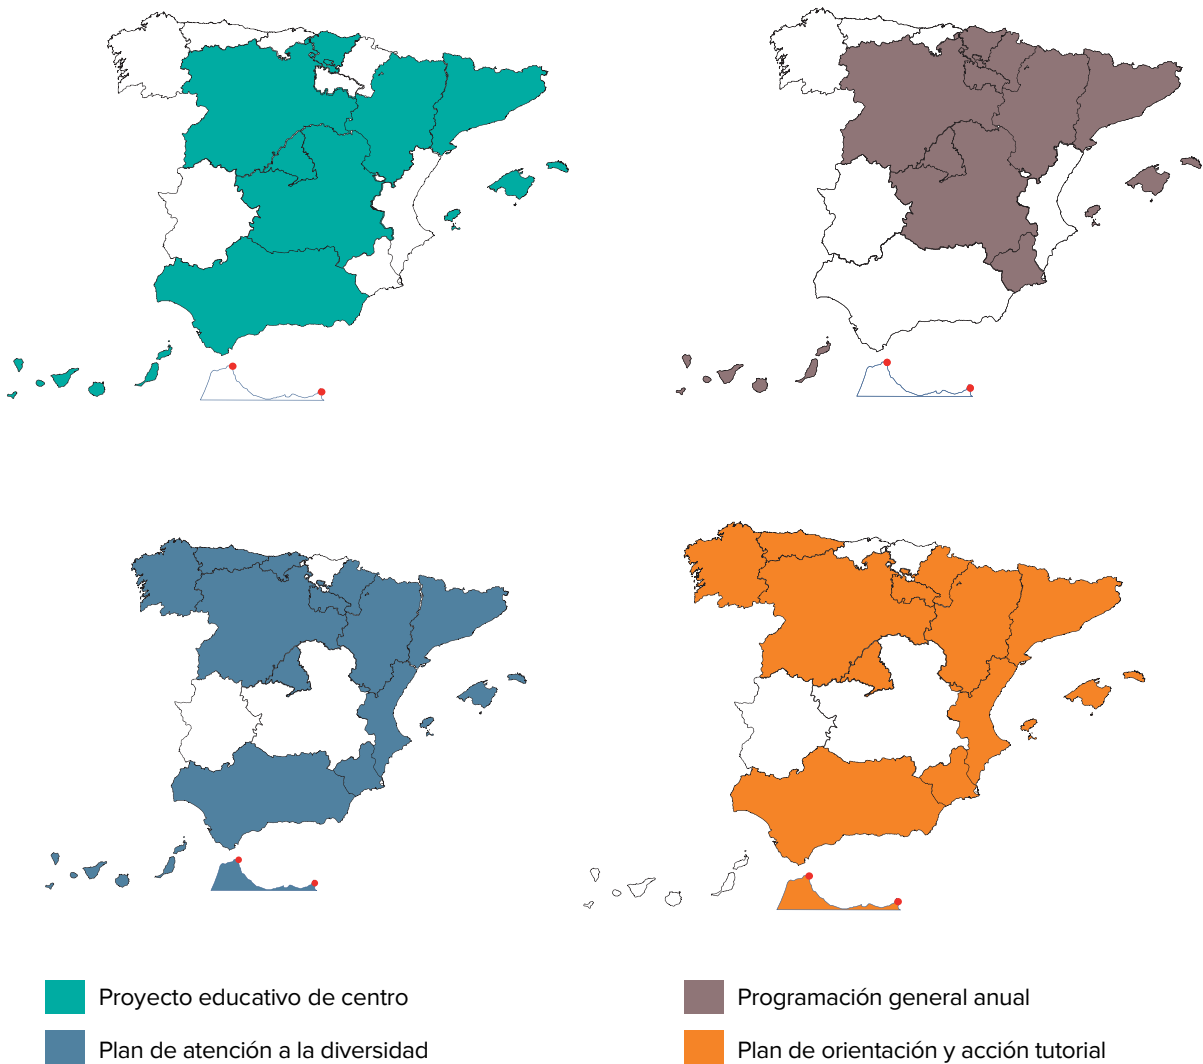 Proyecto educativo de centro
Programación general anual
Plan de atención a la diversidad
Plan de orientación y acción tutorial